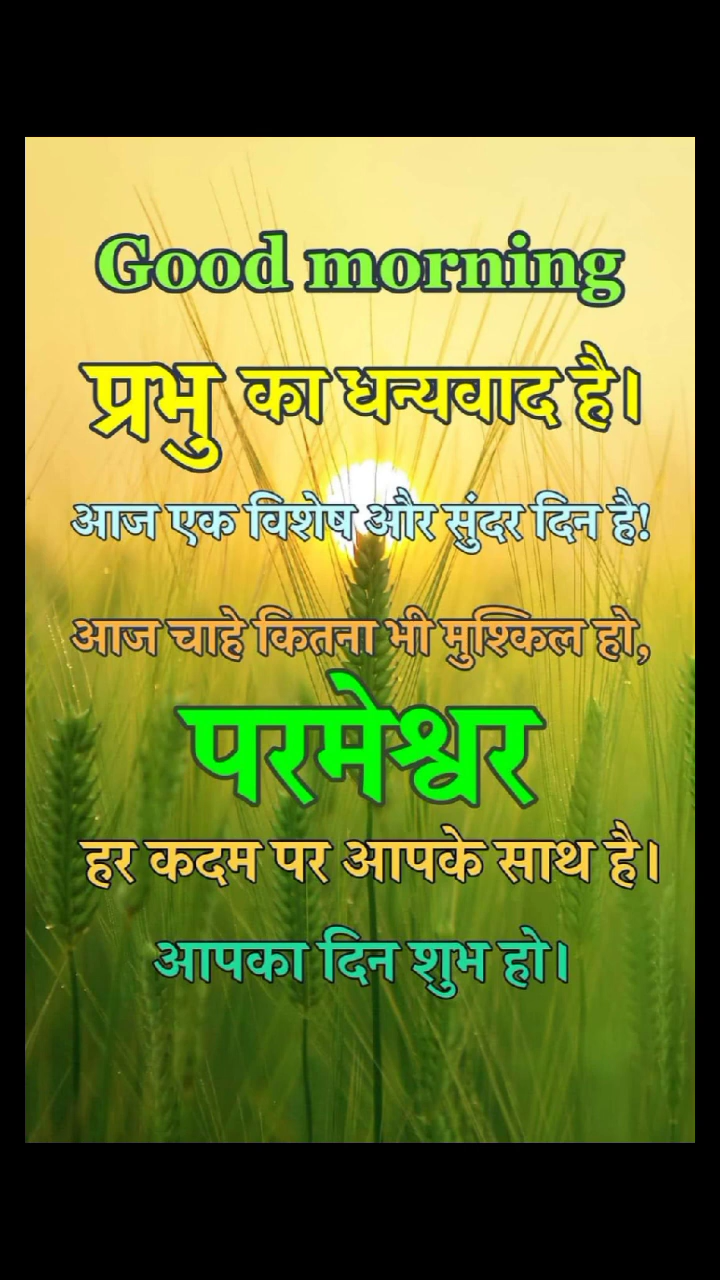 Good morning
प्रभु का धन्यवाद है।
आज एक विशेष और सुंदर दिन है!
आज चाहे कितना भी मुश्किल हो,
परमेश्वर
हर कदम पर आपके साथ है।
आपका दिन शुभ हो।